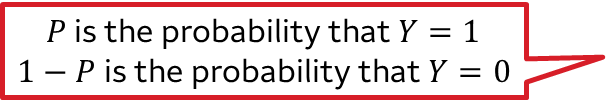 P is the probability that Y = 1
1 − P is the probability that Y = 0